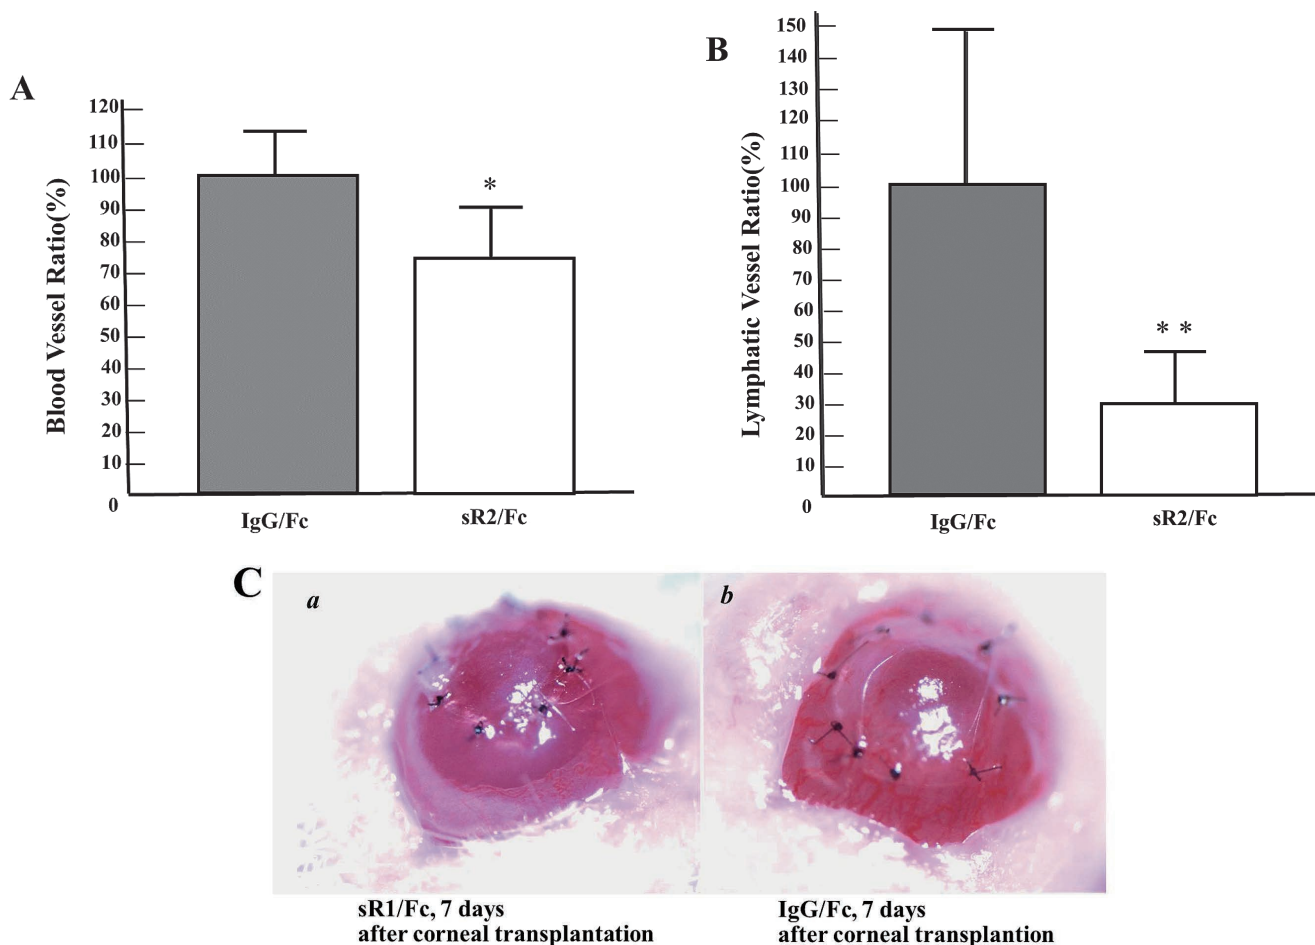 A
120
110
100
90
80
70
60
50
40
30
20
10
0
Blood Vessel Ratio(%)
*
IgG/Fc
sR2/Fc
B
150
140
130
120
110
100
90
80
70
60
50
40
30
20
10
0
Lymphatic Vessel Ratio(%)
* *
IgG/Fc
sR2/Fc
C
a
b
sR1/Fc, 7 days
after corneal transplantation
IgG/Fc, 7 days
after corneal transplantion